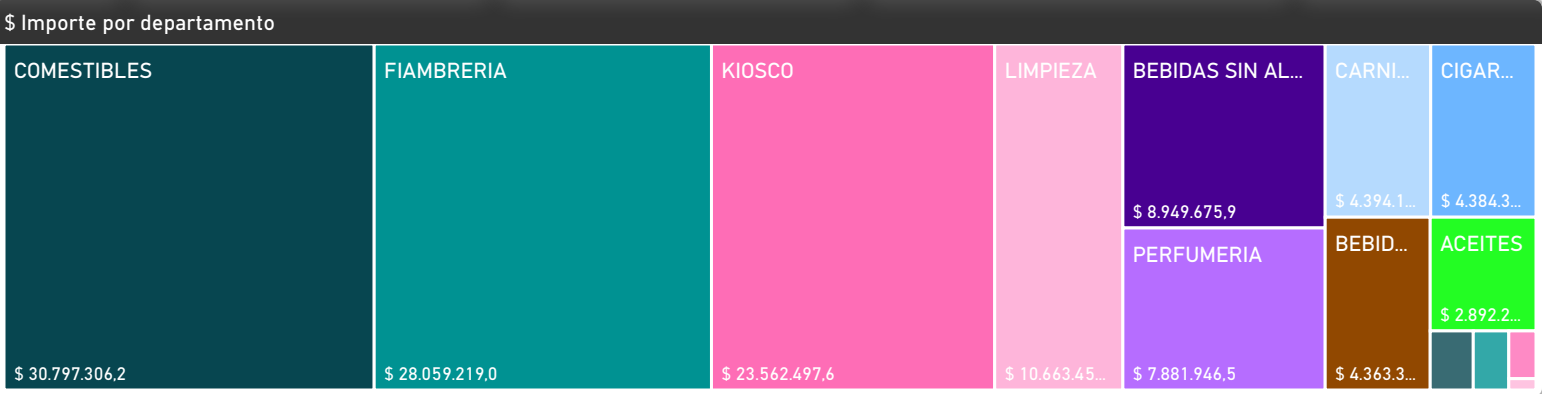 $ Importe por departamento
COMESTIBLES
$ 30.797.306,2
FIAMBRERIA
$ 28.059.219,0
KIOSCO
$ 23.562.497,6
LIMPIEZA
$ 10.663.45...
BEBIDAS SIN AL...
$ 8.949.675,9
PERFUMERIA
$ 7.881.946,5
CARNI...
$ 4.394.1...
CIGAR...
$ 4.384.3...
BEBID...
$ 4.363.3...
ACEITES
$ 2.892.2...